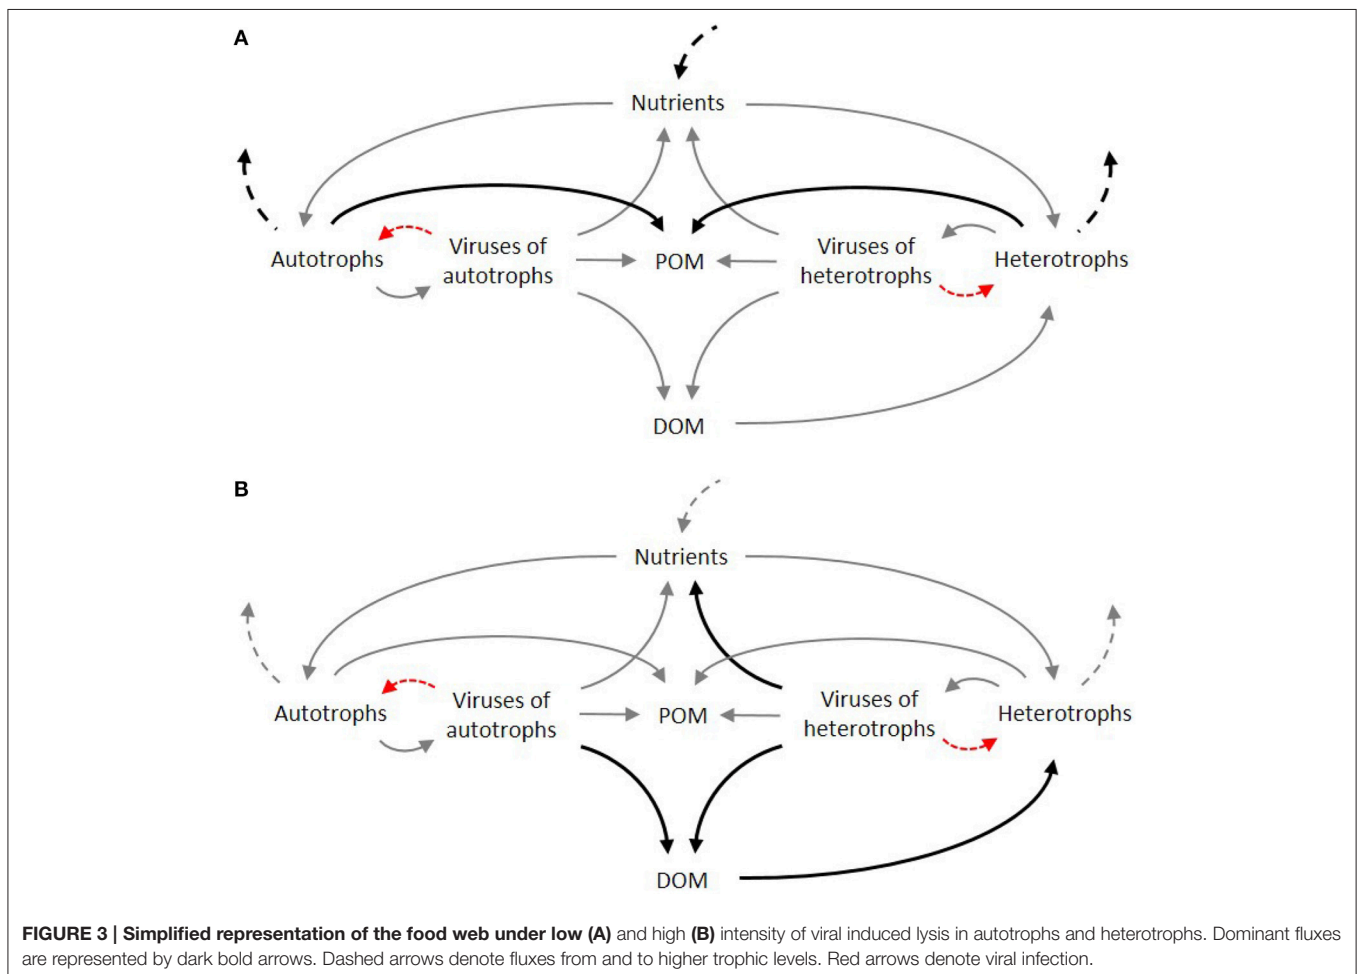 A
Nutrients
Autotrophs
Viruses of
autotrophs
POM
Viruses of
heterotrophs
Heterotrophs
DOM
B
Nutrients
Autotrophs
Viruses of
autotrophs
POM
Viruses of
heterotrophs
Heterotrophs
DOM
FIGURE 3 | Simplified representation of the food web under low (A) and high (B) intensity of viral induced lysis in autotrophs and heterotrophs. Dominant fluxes
are represented by dark bold arrows. Dashed arrows denote fluxes from and to higher trophic levels. Red arrows denote viral infection.